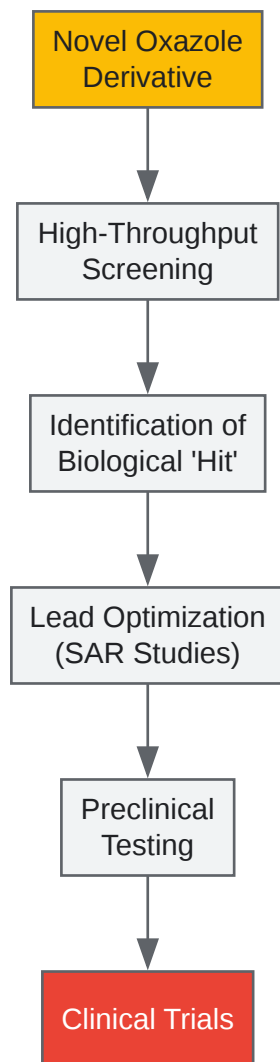 Novel Oxazole
Derivative
High-Throughput
Screening
Identification of
Biological 'Hit'
Lead Optimization
(SAR Studies)
Preclinical
Testing
Clinical Trials